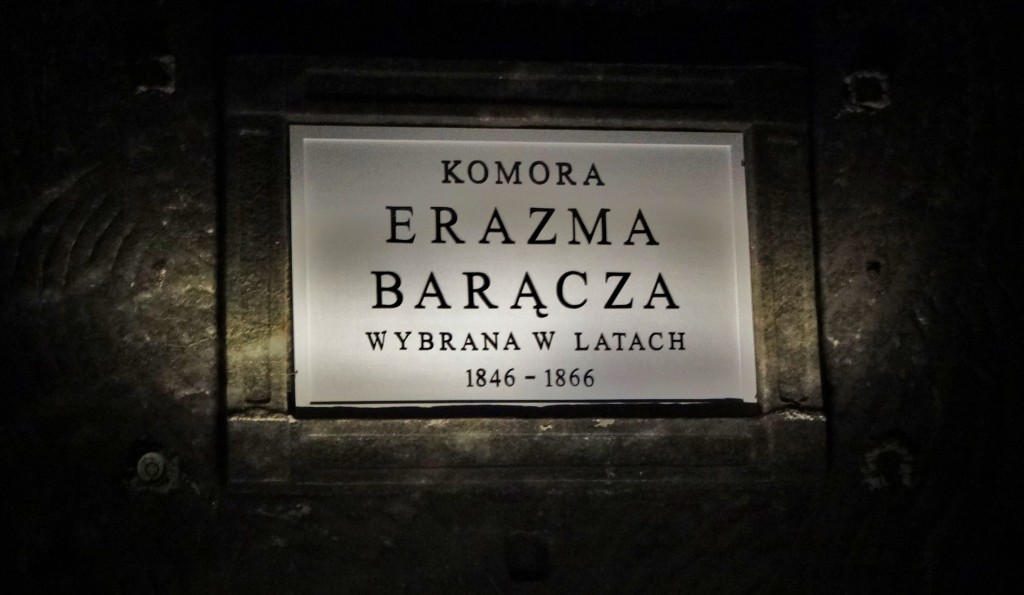 KOMORA
ERAZMA
BARĄCZA
WYBRANA W LATACH
1846 - 1866